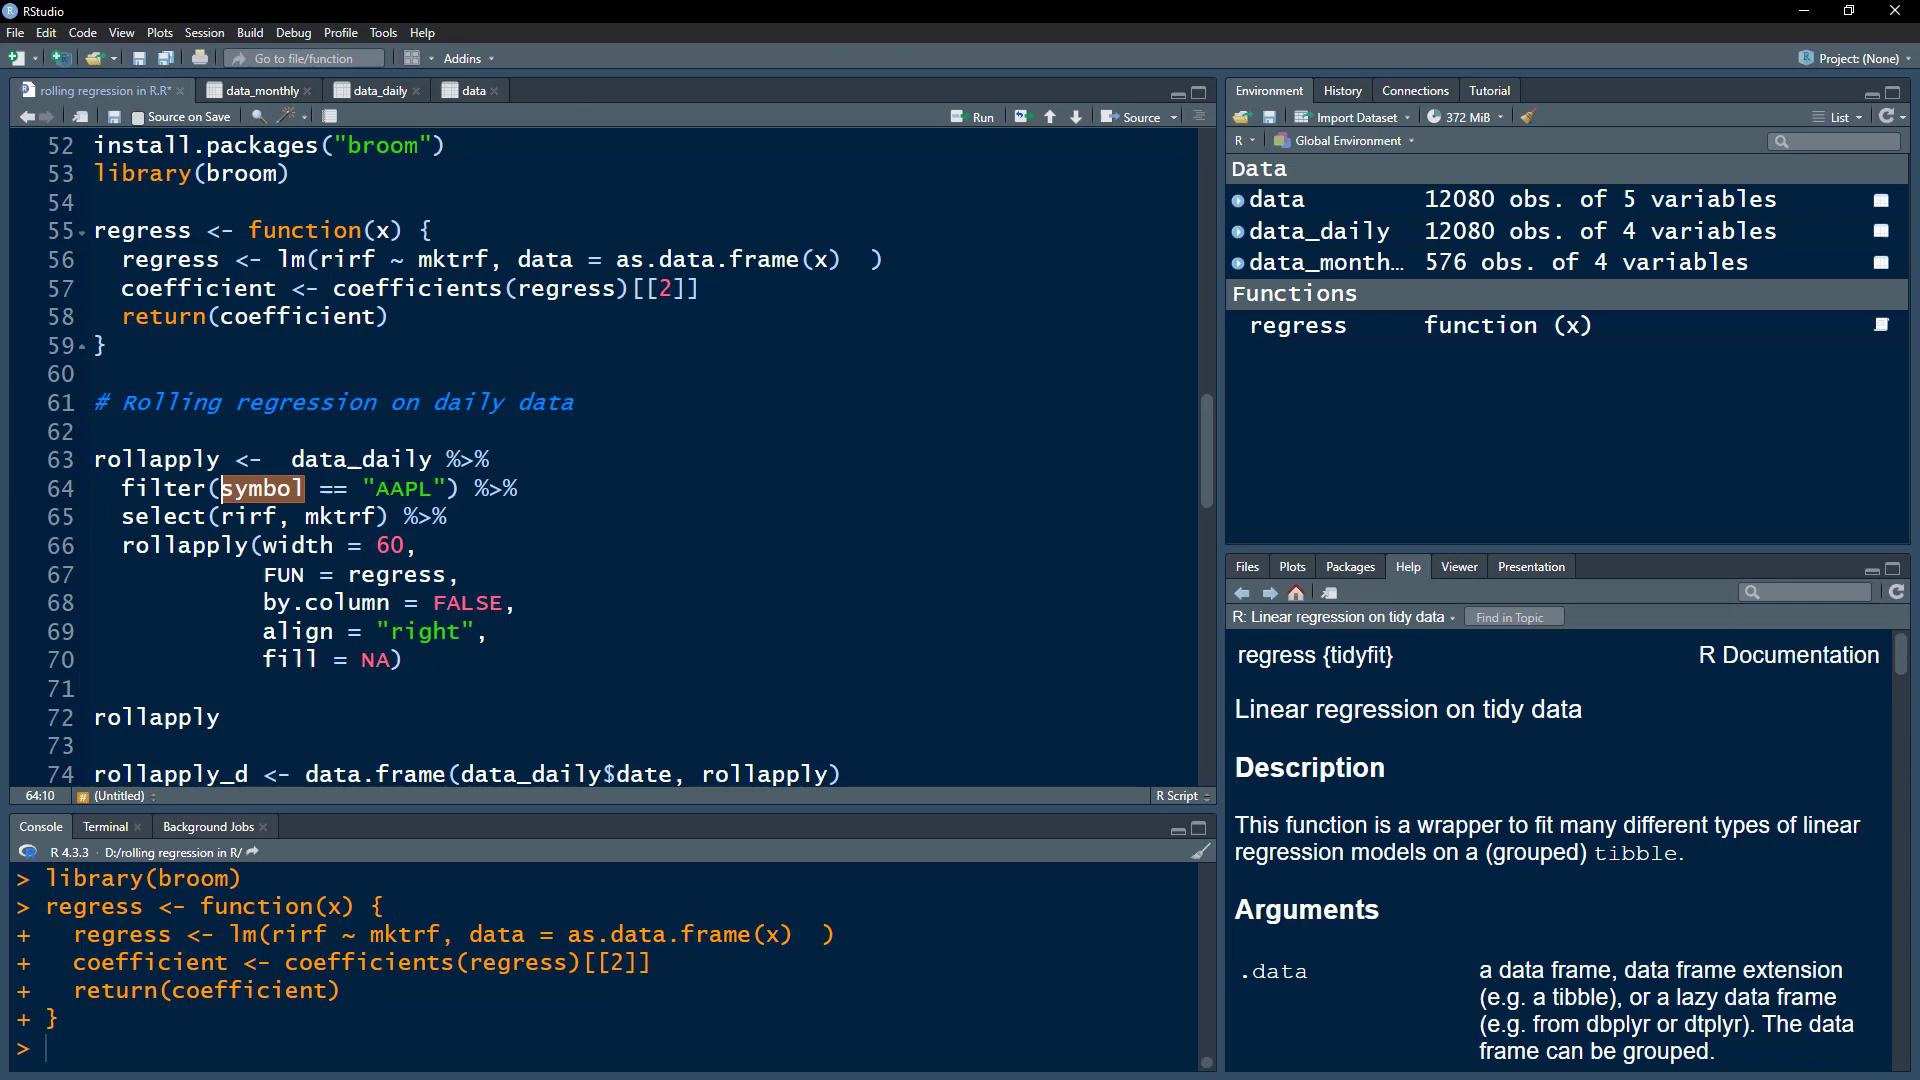 RStudio
File Edit Code View Plots Session Build Debug Profile Tools Help
Go to file/function Addins Project: (None)
rolling regression in R.R* data_monthly data_daily data
Source on Save Run Source
52 install.packages("broom")
53 library(broom)
54
55 regress <- function(x) {
56 regress <- lm(rirf ~ mktrf, data = as.data.frame(x)  )
57 coefficient <- coefficients(regress)[[2]]
58 return(coefficient)
59 }
60
61 # Rolling regression on daily data
62
63 rollapply <-  data_daily %>%
64 filter(symbol == "AAPL") %>%
65 select(rirf, mktrf) %>%
66 rollapply(width = 60,
67 FUN = regress,
68 by.column = FALSE,
69 align = "right",
70 fill = NA)
71
72 rollapply
73
74 rollapply_d <- data.frame(data_daily$date, rollapply)
64:10 # (Untitled) R Script
Console Terminal Background Jobs
R 4.3.3 · D:/rolling regression in R/
> library(broom)
> regress <- function(x) {
+   regress <- lm(rirf ~ mktrf, data = as.data.frame(x)  )
+   coefficient <- coefficients(regress)[[2]]
+   return(coefficient)
+ }
>
Environment History Connections Tutorial
Import Dataset 372 MiB List
R Global Environment
Data
data 12080 obs. of 5 variables
data_daily 12080 obs. of 4 variables
data_month… 576 obs. of 4 variables
Functions
regress function (x)
Files Plots Packages Help Viewer Presentation
R: Linear regression on tidy data Find in Topic
regress {tidyfit} R Documentation
Linear regression on tidy data
Description
This function is a wrapper to fit many different types of linear
regression models on a (grouped) tibble.
Arguments
.data a data frame, data frame extension
(e.g. a tibble), or a lazy data frame
(e.g. from dbplyr or dtplyr). The data
frame can be grouped.